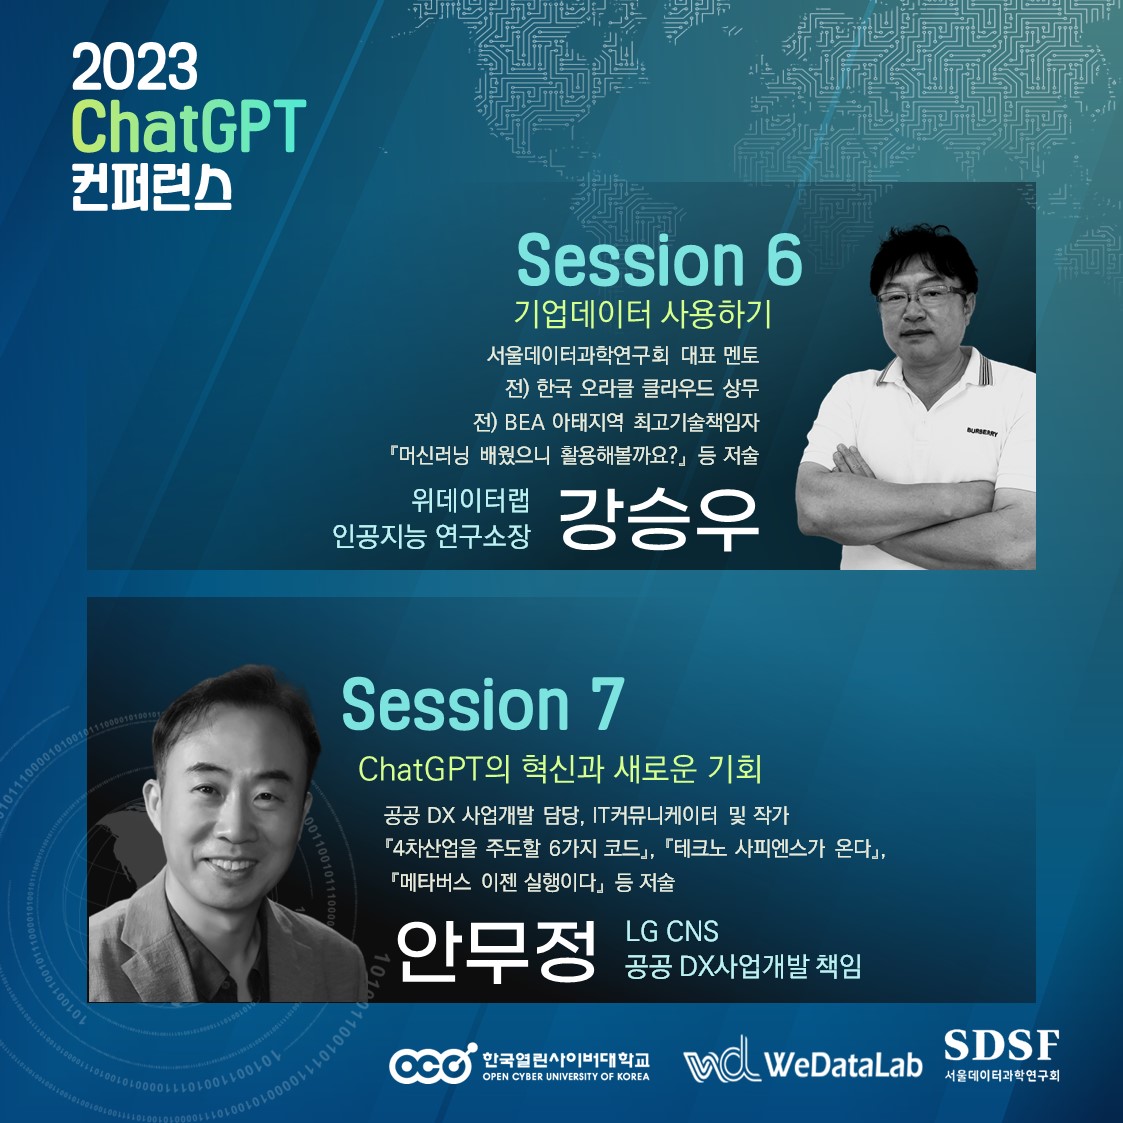 2023
ChatGPT
컨퍼런스
Session 6
기업데이터 사용하기
서울데이터과학연구회 대표 멘토
전) 한국 오라클 클라우드 상무
전) BEA 아태지역 최고기술책임자
『머신러닝 배웠으니 활용해볼까요?』 등 저술
위데이터랩
인공지능 연구소장
강승우
BURBERRY
Session 7
ChatGPT의 혁신과 새로운 기회
공공 DX 사업개발 담당, IT커뮤니케이터 및 작가
『4차산업을 주도할 6가지 코드』, 『테크노 사피엔스가 온다』,
『메타버스 이젠 실행이다』 등 저술
안무정
LG CNS
공공 DX사업개발 책임
OCU 한국열린사이버대학교
OPEN CYBER UNIVERSITY OF KOREA
wd WeDataLab
SDSF
서울데이터과학연구회